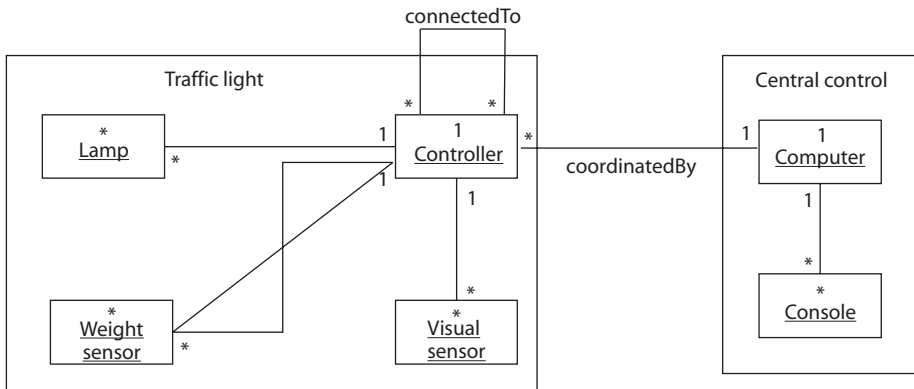 connectedTo
Traffic light
Central control
* *
*
Lamp
*
1
1
Controller
*
1
1
Computer
coordinatedBy
1
1
1
*
*
*
Weight
sensor
*
*
Visual
sensor
*
Console